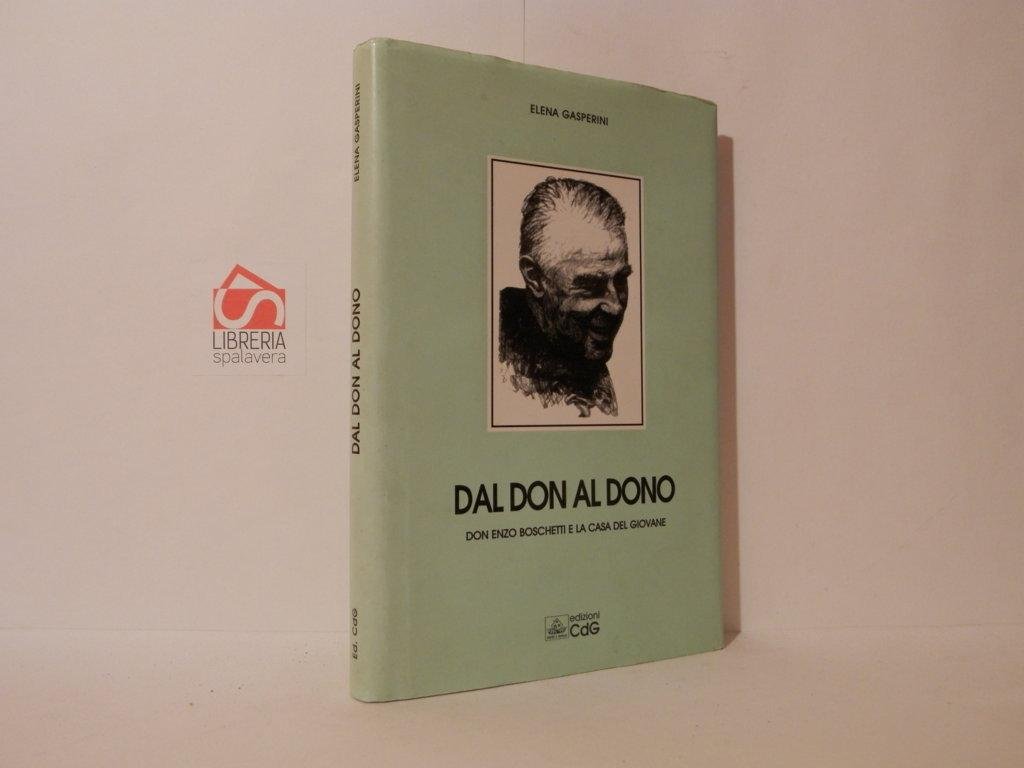 ELENA GASPERINI
DAL DON AL DONO
Ed. CdG
ELENA GASPERINI
DAL DON AL DONO
DON ENZO BOSCHETTI E LA CASA DEL GIOVANE
edizioni
CdG
LIBRERIA
spalavera